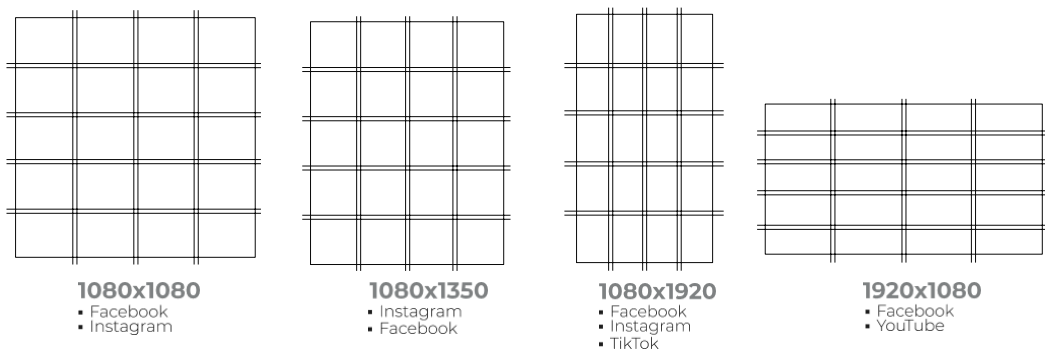 1080x1080
▪ Facebook
▪ Instagram
1080x1350
▪ Instagram
▪ Facebook
1080x1920
▪ Facebook
▪ Instagram
▪ TikTok
1920x1080
▪ Facebook
▪ YouTube